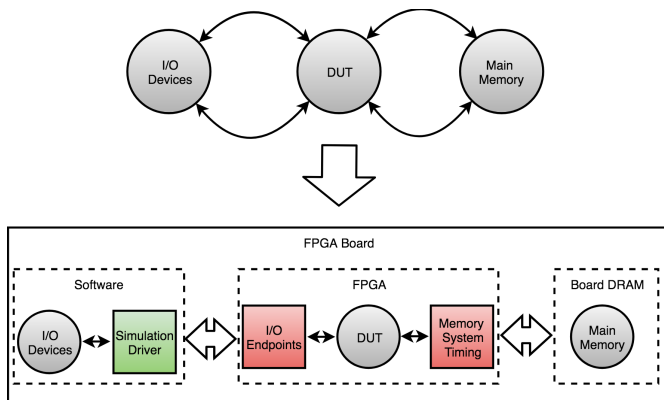 I/O
Devices
DUT
Main
Memory
FPGA Board
Software
FPGA
Board DRAM
I/O
Devices
Simulation
Driver
I/O
Endpoints
DUT
Memory
System
Timing
Main
Memory